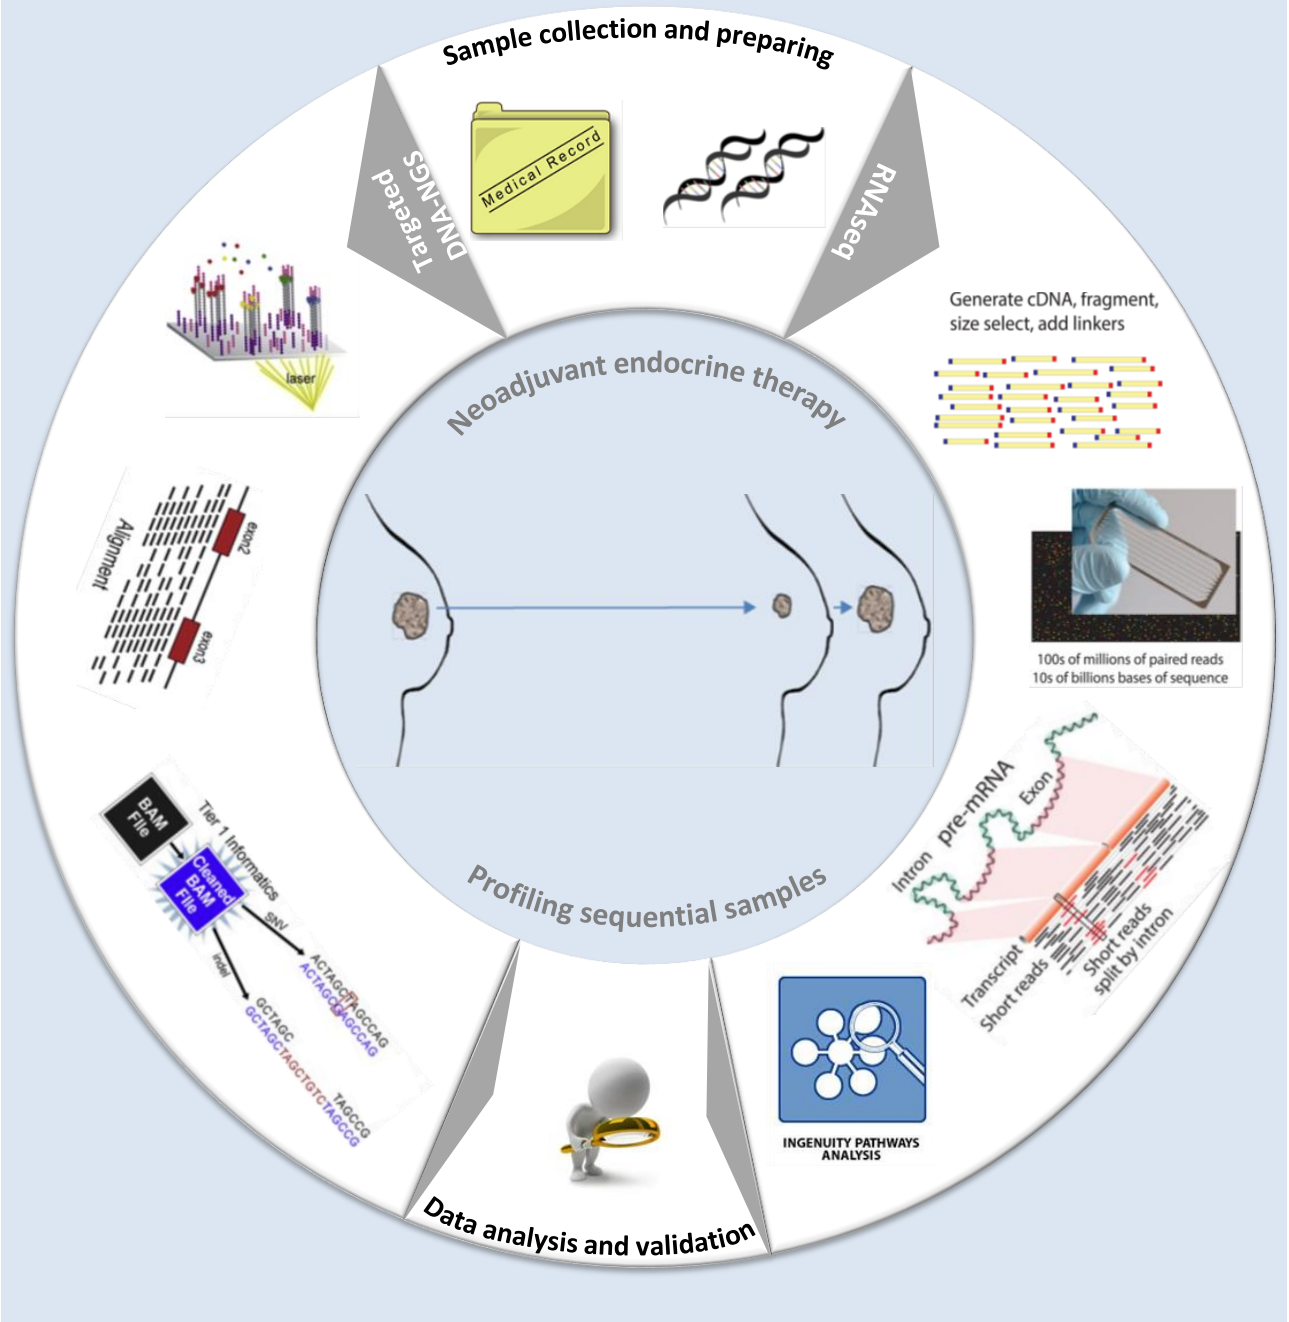 Sample collection and preparing
Medical Record
Targeted
DNA-NGS
RNAseq
Generate cDNA, fragment,
size select, add linkers
laser
Neoadjuvant endocrine therapy
Alignment
exon2
exon3
100s of millions of paired reads
10s of billions bases of sequence
pre-mRNA
Exon
Intron
Transcript
Short reads
Short reads
split by intron
BAM
File
Cleaned
BAM
File
Tier 1 Informatics
SNV
indel
GCTAGC
TAGCCG
GCTAGCTAGCTGTCTAGCCG
Profiling sequential samples
INGENUITY PATHWAYS
ANALYSIS
Data analysis and validation